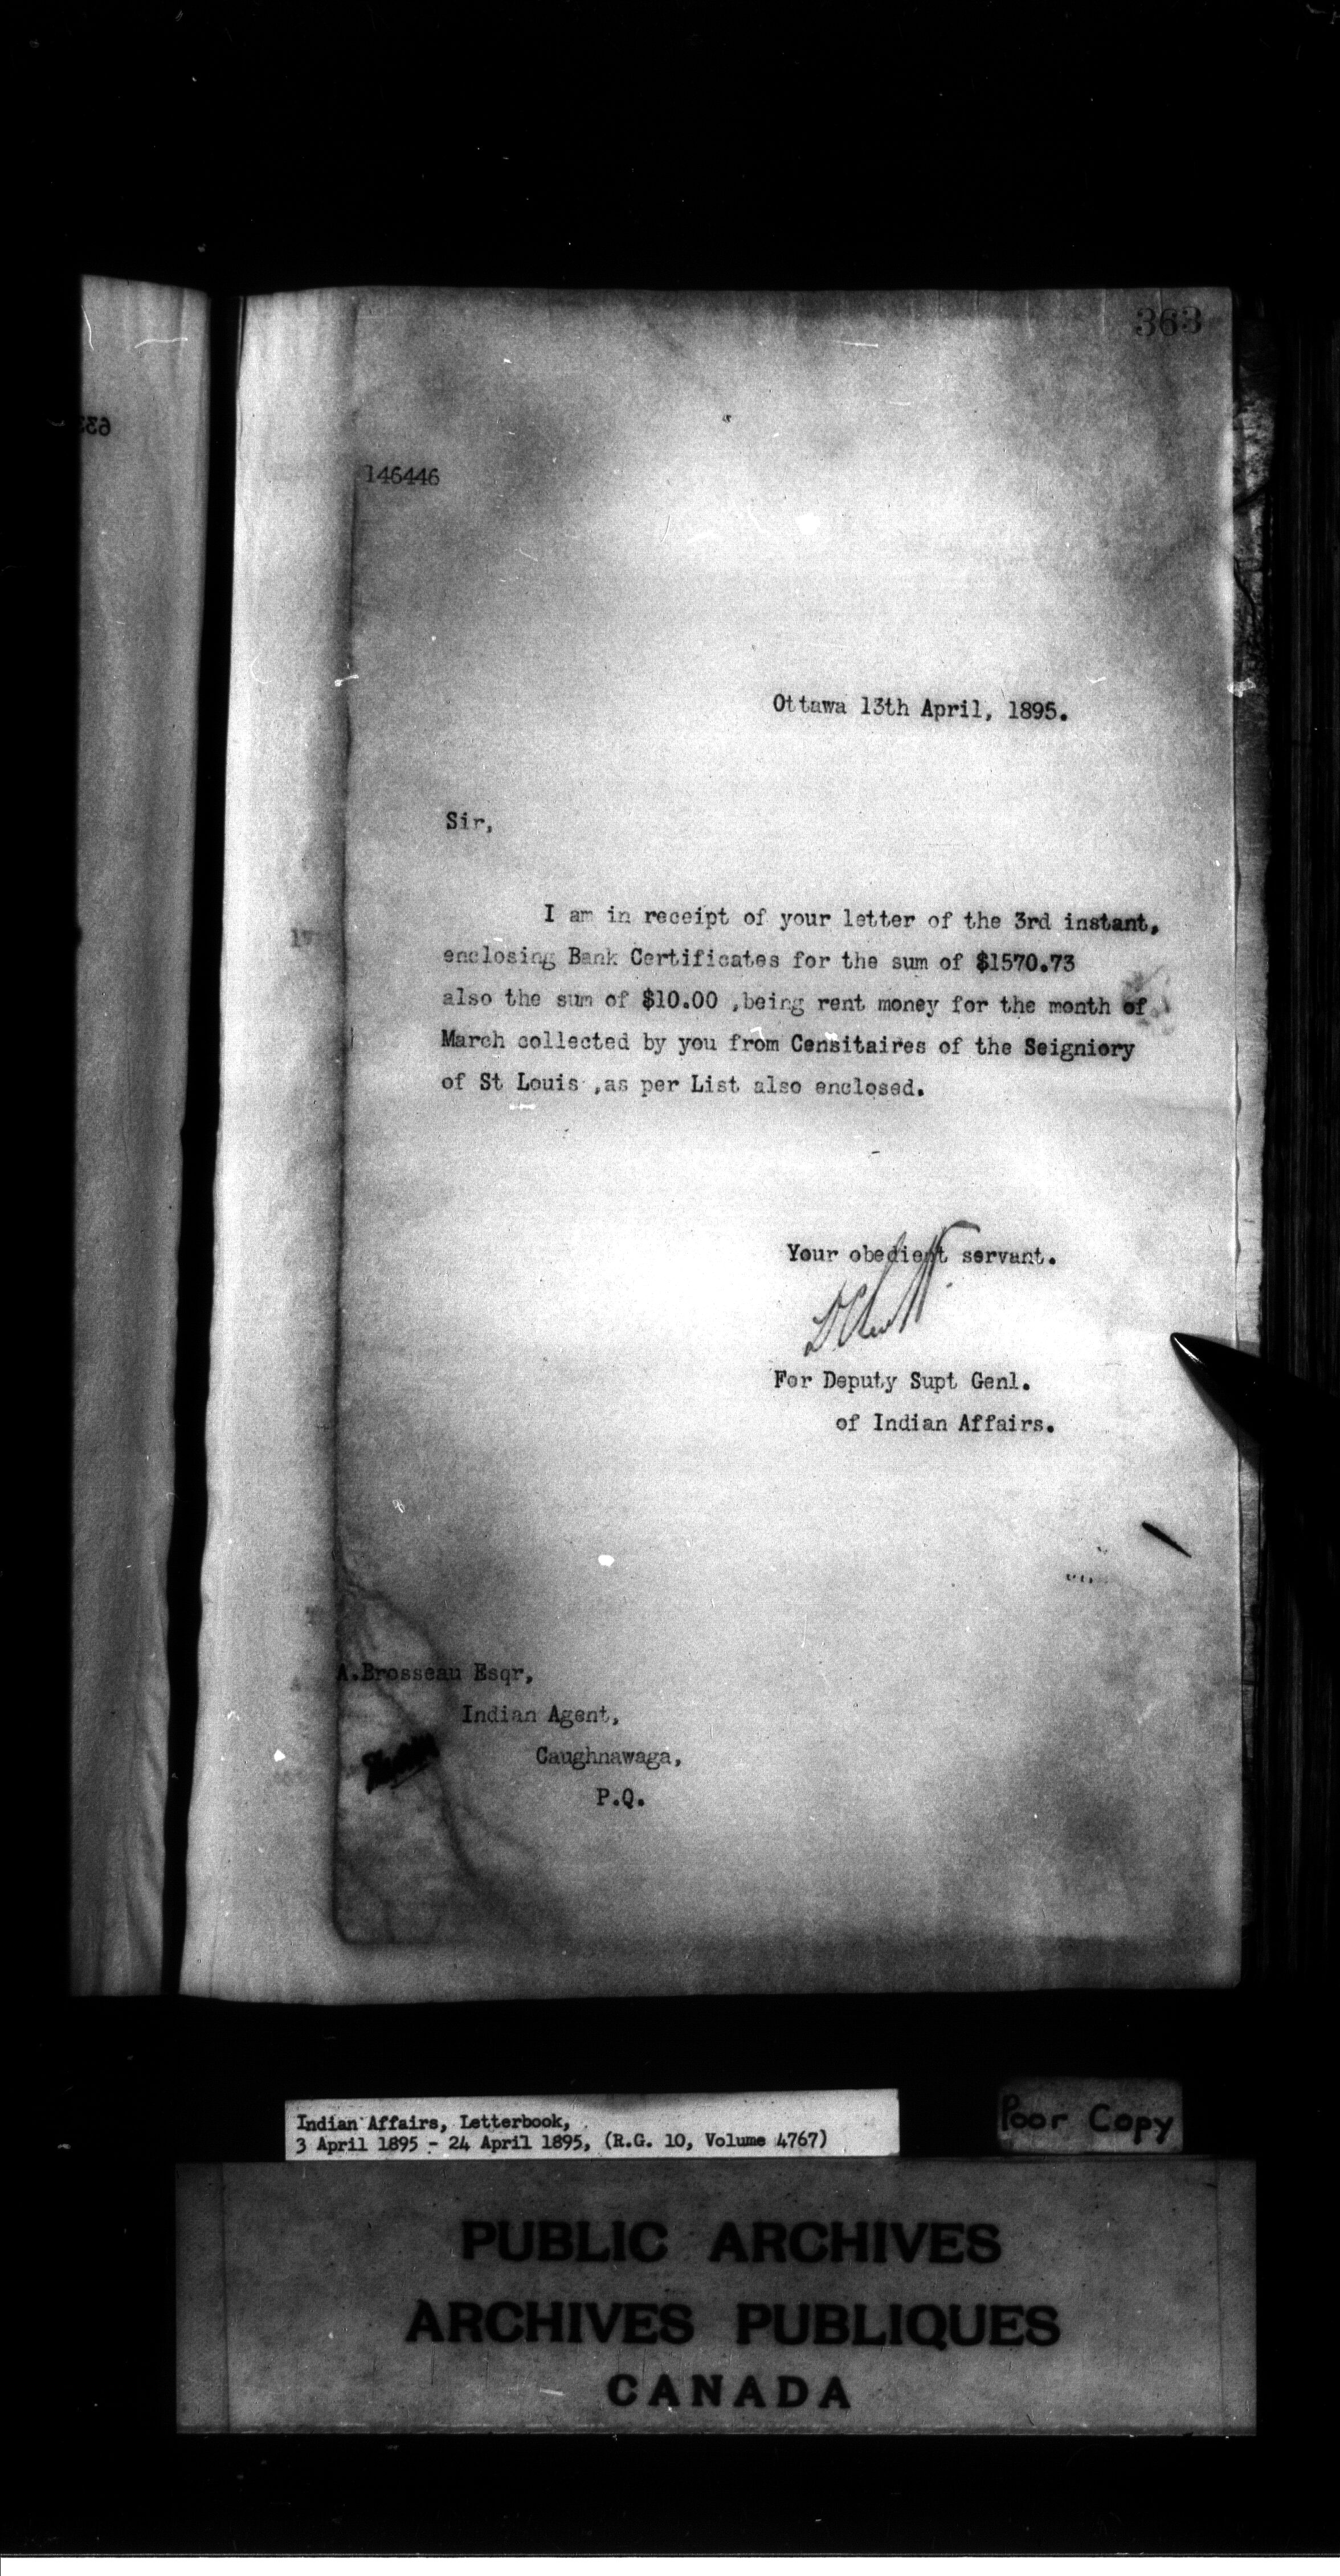 363
146446
Ottawa 13th April, 1895.
Sir,
I am in receipt of your letter of the 3rd instant,
enclosing Bank Certificates for the sum of $1570.73
also the sum of $10.00 ,being rent money for the month of
March collected by you from Censitaires of the Seigniory
of St Louis ,as per List also enclosed.
Your obedient servant.
For Deputy Supt Genl.
of Indian Affairs.
A.Brosseau Esqr,
Indian Agent,
Caughnawaga,
P.Q.
Indian Affairs, Letterbook,
3 April 1895 - 24 April 1895, (R.G. 10, Volume 4767)
Poor Copy
PUBLIC ARCHIVES
ARCHIVES PUBLIQUES
CANADA